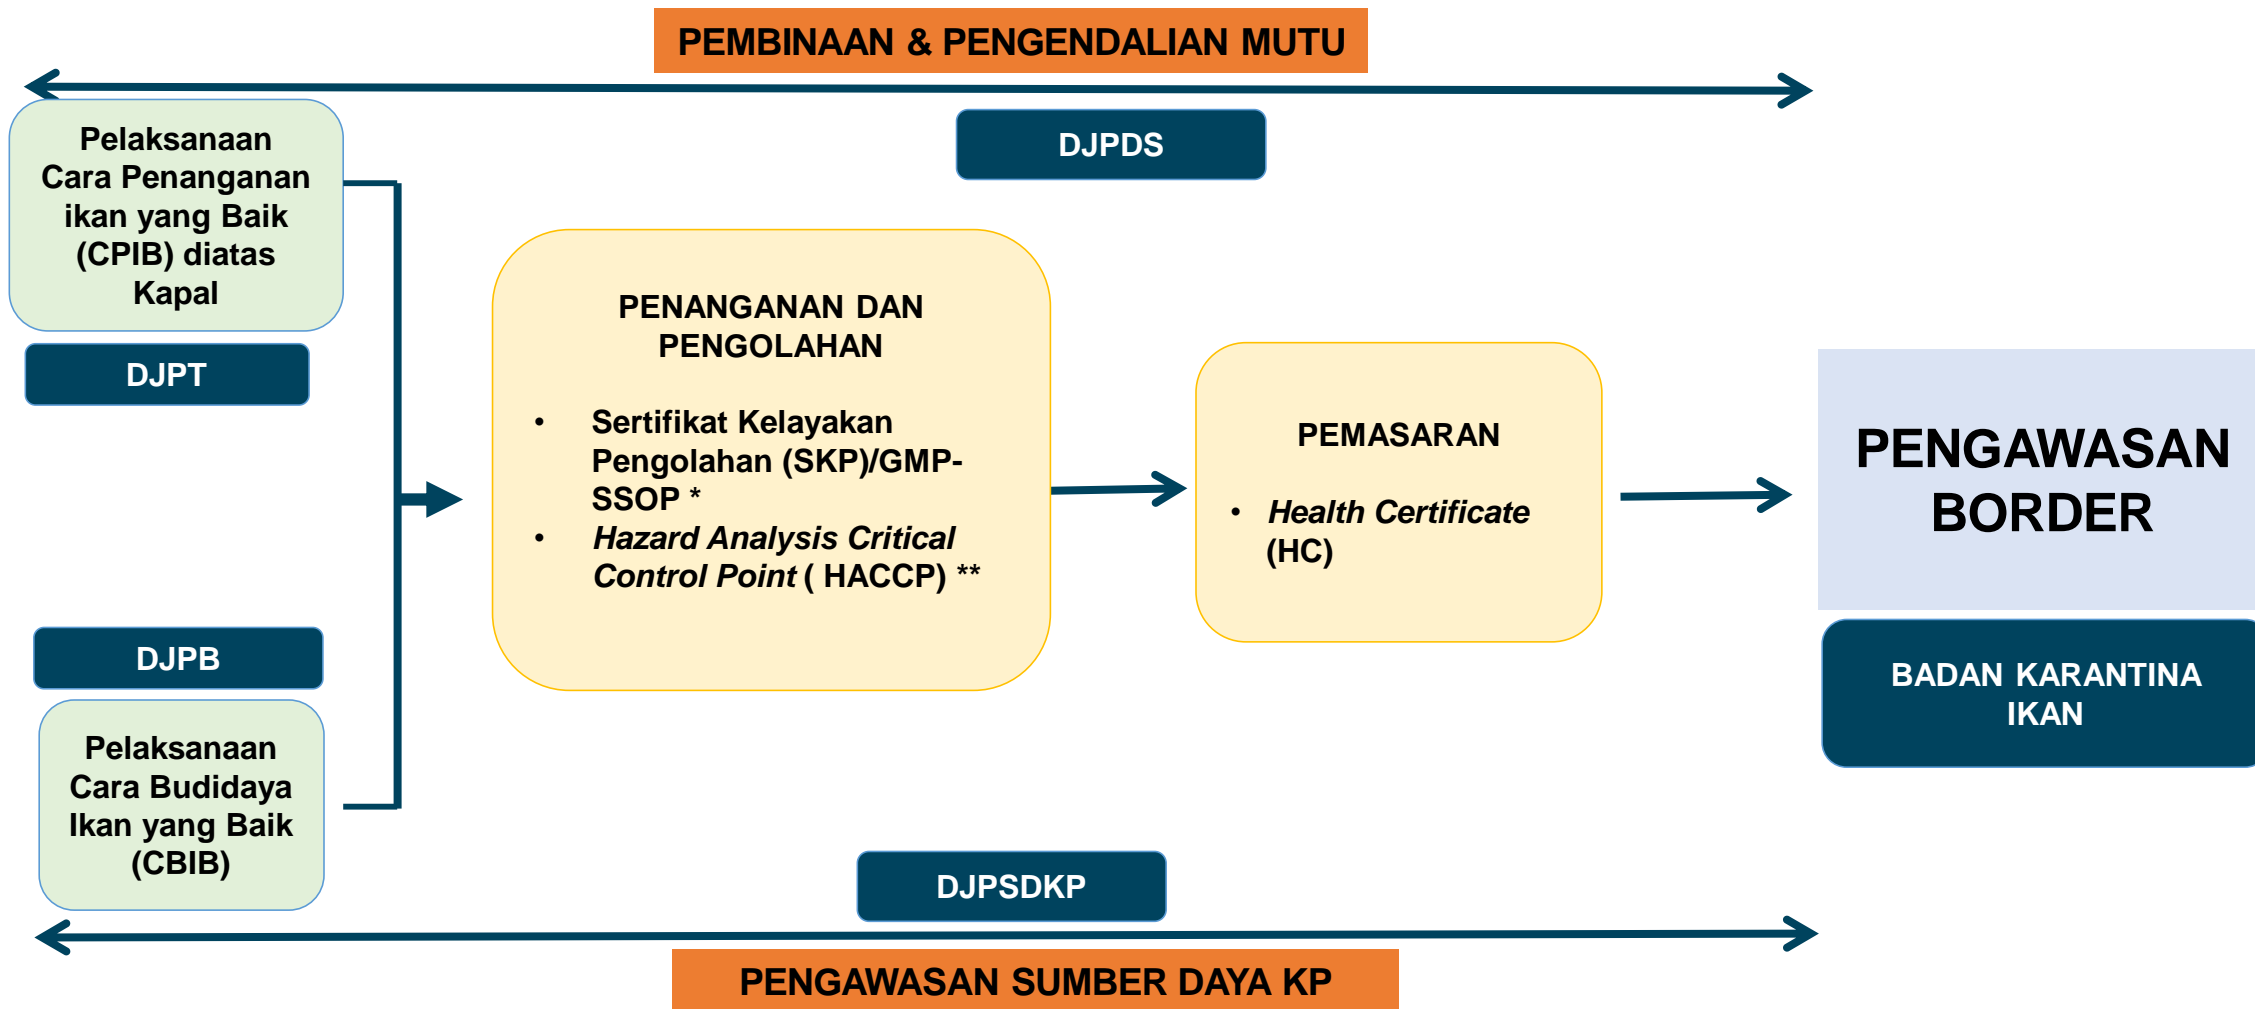 PEMBINAAN & PENGENDALIAN MUTU
DJPDS
Pelaksanaan
Cara Penanganan
ikan yang Baik
(CPIB) diatas
Kapal
DJPT
DJPB
Pelaksanaan
Cara Budidaya
Ikan yang Baik
(CBIB)
PENANGANAN DAN
PENGOLAHAN
• Sertifikat Kelayakan
Pengolahan (SKP)/GMP-
SSOP *
• Hazard Analysis Critical
Control Point ( HACCP) **
PEMASARAN
• Health Certificate
(HC)
PENGAWASAN
BORDER
BADAN KARANTINA
IKAN
DJPSDKP
PENGAWASAN SUMBER DAYA KP